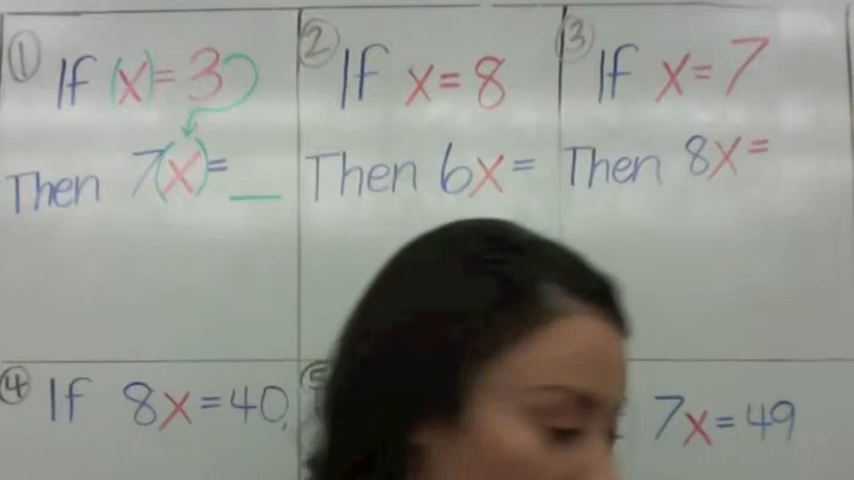 ① If (x)=3
Then 7(x)=__
② If x=8
Then 6x=
③ If x=7
Then 8x=
④ If 8x=40,
⑤
7x=49